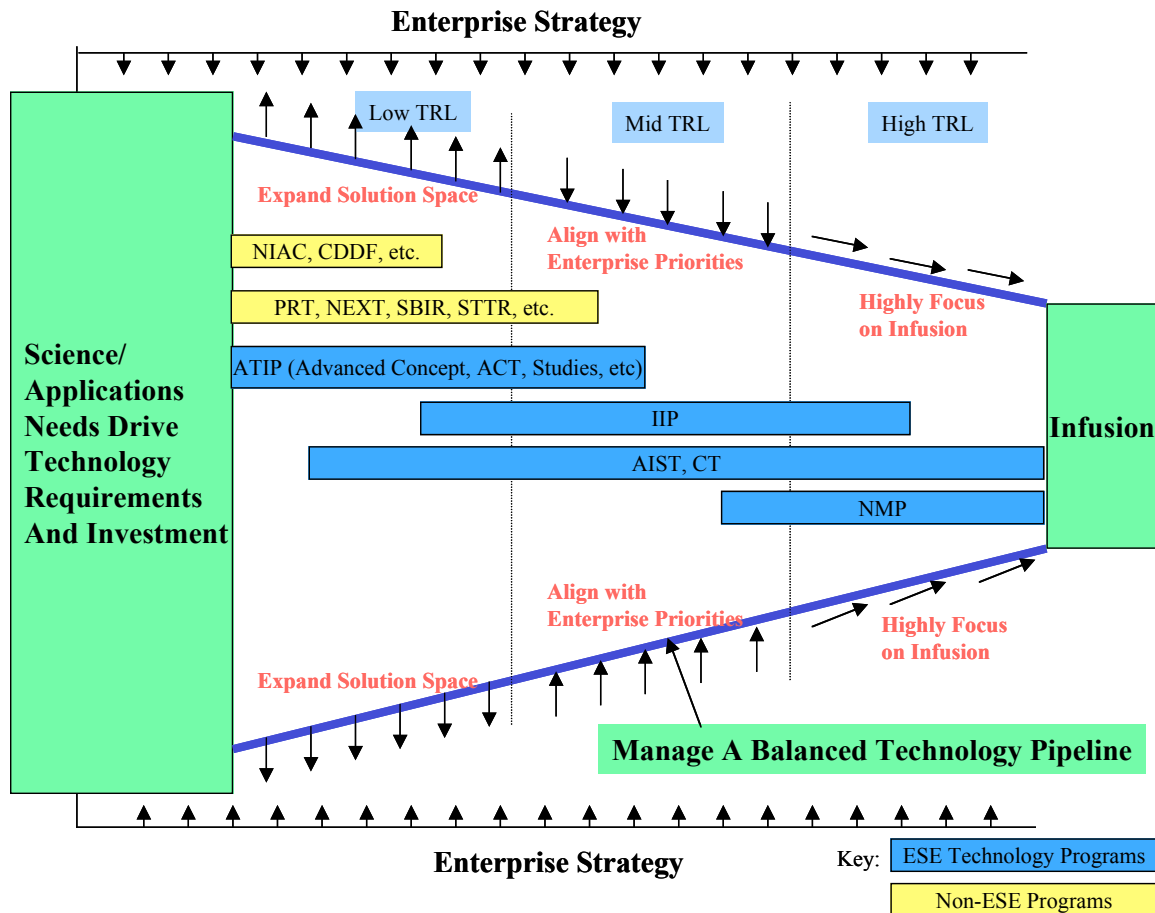 Enterprise Strategy
Low TRL
Mid TRL
High TRL
Expand Solution Space
Align with
Enterprise Priorities
Highly Focus
on Infusion
NIAC, CDDF, etc.
PRT, NEXT, SBIR, STTR, etc.
ATIP (Advanced Concept, ACT, Studies, etc)
IIP
AIST, CT
NMP
Science/
Applications
Needs Drive
Technology
Requirements
And Investment
Infusion
Align with
Enterprise Priorities
Highly Focus
on Infusion
Expand Solution Space
Manage A Balanced Technology Pipeline
Enterprise Strategy
Key:
ESE Technology Programs
Non-ESE Programs